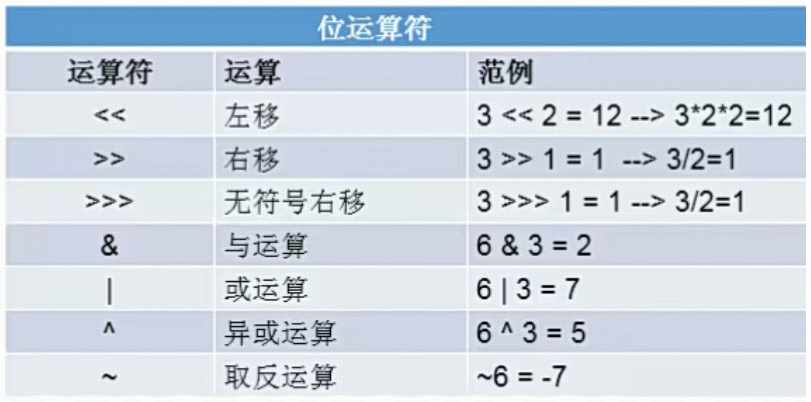 位运算符
运算符 运算 范例
<< 左移 3 << 2 = 12 --> 3*2*2=12
>> 右移 3 >> 1 = 1 --> 3/2=1
>>> 无符号右移 3 >>> 1 = 1 --> 3/2=1
& 与运算 6 & 3 = 2
| 或运算 6 | 3 = 7
^ 异或运算 6 ^ 3 = 5
~ 取反运算 ~6 = -7